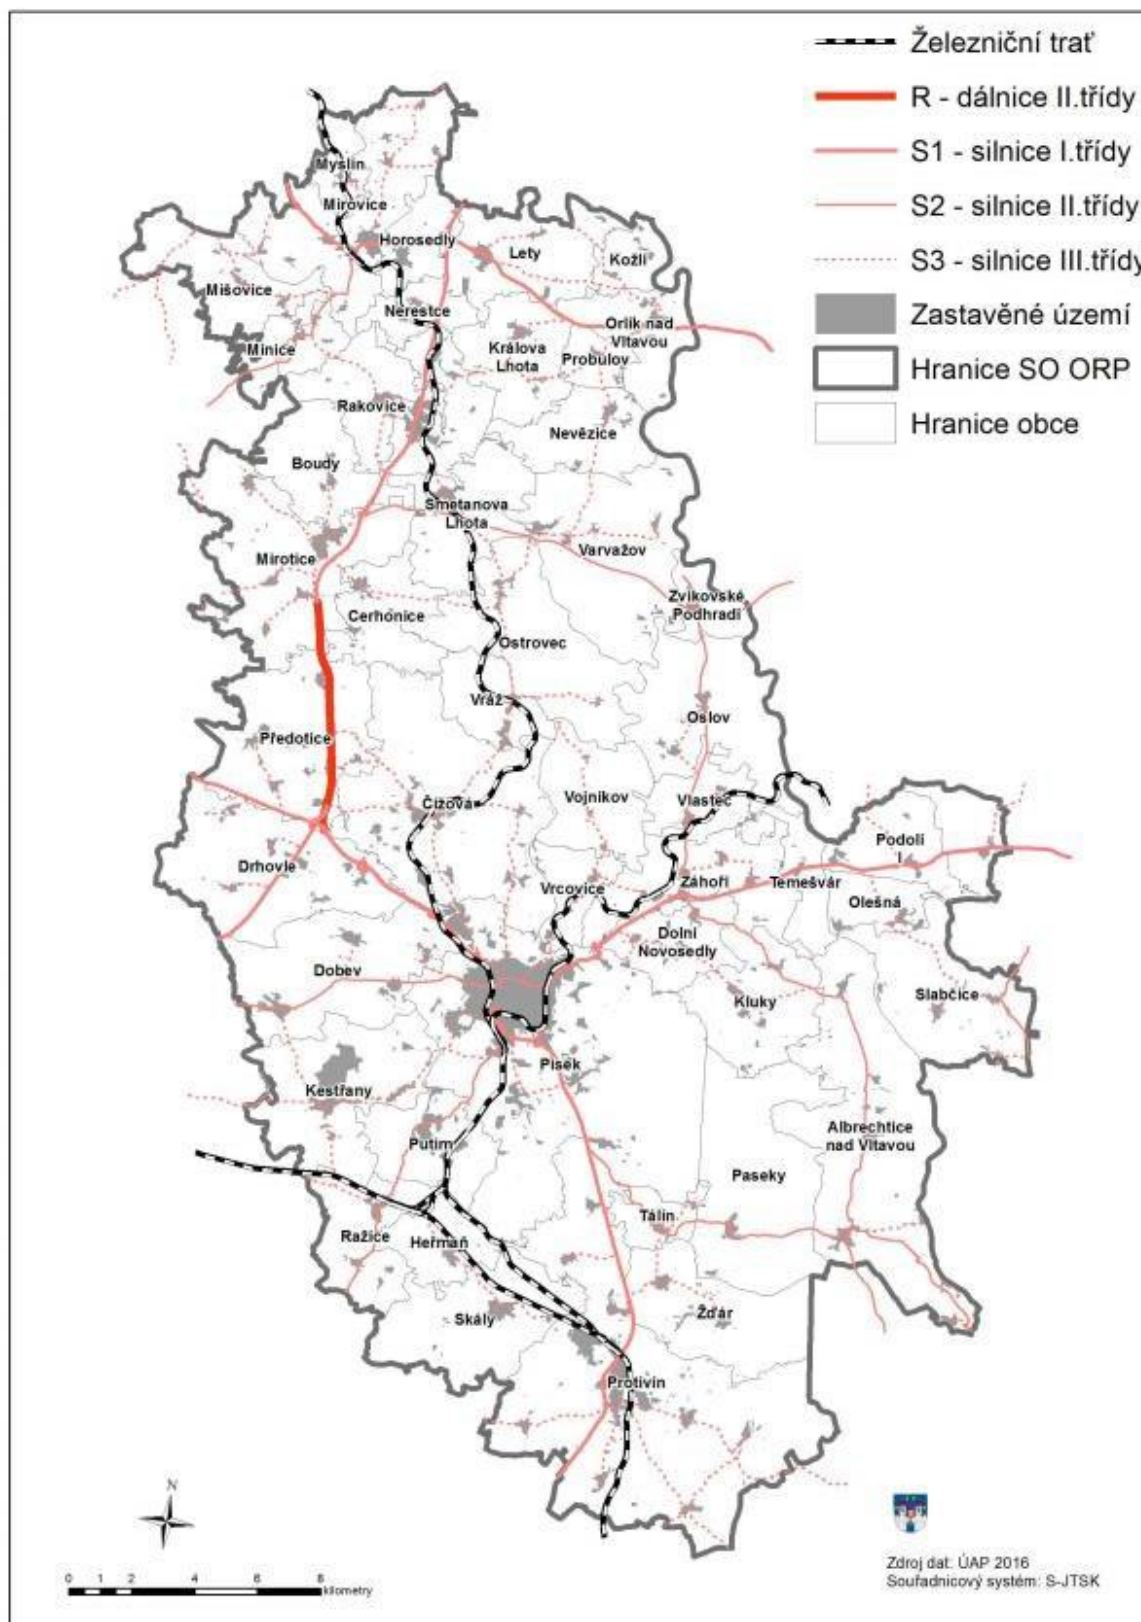 Železniční trať
R - dálnice II.třídy
S1 - silnice I.třídy
S2 - silnice II.třídy
S3 - silnice III.třídy
Zastavěné území
Hranice SO ORP
Hranice obce
Myslín
Mirovice
Horosedly
Lety
Kožlí
Mišovice
Nerestce
Orlík nad
Vltavou
Minice
Králova
Lhota
Probulov
Rakovice
Nevězice
Boudy
Smetanova
Lhota
Varvažov
Mirotice
Zvíkovské
Podhradí
Cerhonice
Ostrovec
Vráž
Oslov
Předotice
Čížová
Vojníkov
Vlastec
Podolí
I
Drhovle
Vrcovice
Záhoří
Temešvár
Olešná
Dolní
Novosedly
Dobev
Kluky
Slabčice
Písek
Kestřany
Albrechtice
nad Vltavou
Putim
Paseky
Tálín
Ražice
Heřmaň
Skály
Žďár
Protivín
N
0 1 2 4 6 8
kilometry
Zdroj dat: ÚAP 2016
Souřadnicový systém: S-JTSK